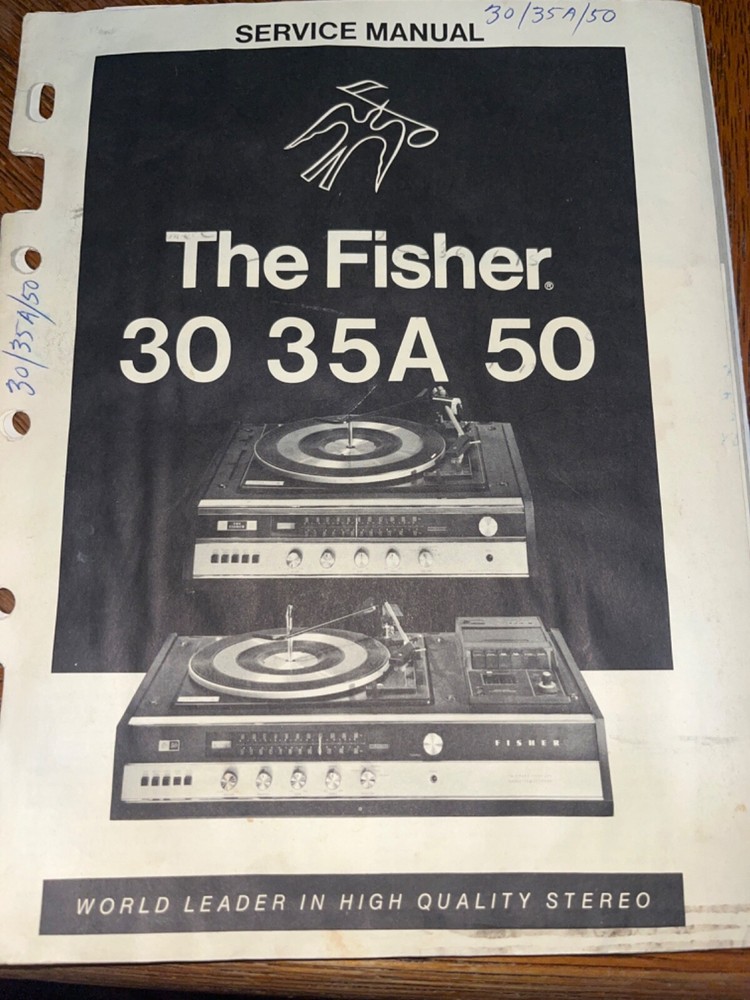 30/35A/50
SERVICE MANUAL
The Fisher®
30 35A 50
30/35A/50
FISHER
WORLD LEADER IN HIGH QUALITY STEREO